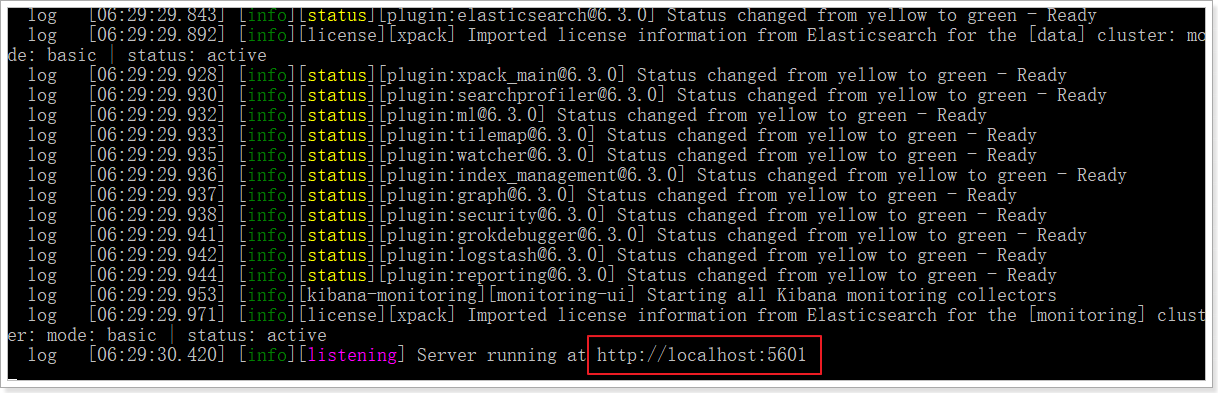 log [06:29:29.843] [info][status][plugin:elasticsearch@6.3.0] Status changed from yellow to green - Ready
log [06:29:29.892] [info][license][xpack] Imported license information from Elasticsearch for the [data] cluster: mo
de: basic | status: active
log [06:29:29.928] [info][status][plugin:xpack_main@6.3.0] Status changed from yellow to green - Ready
log [06:29:29.930] [info][status][plugin:searchprofiler@6.3.0] Status changed from yellow to green - Ready
log [06:29:29.932] [info][status][plugin:ml@6.3.0] Status changed from yellow to green - Ready
log [06:29:29.933] [info][status][plugin:tilemap@6.3.0] Status changed from yellow to green - Ready
log [06:29:29.935] [info][status][plugin:watcher@6.3.0] Status changed from yellow to green - Ready
log [06:29:29.936] [info][status][plugin:index_management@6.3.0] Status changed from yellow to green - Ready
log [06:29:29.937] [info][status][plugin:graph@6.3.0] Status changed from yellow to green - Ready
log [06:29:29.938] [info][status][plugin:security@6.3.0] Status changed from yellow to green - Ready
log [06:29:29.941] [info][status][plugin:grokdebugger@6.3.0] Status changed from yellow to green - Ready
log [06:29:29.942] [info][status][plugin:logstash@6.3.0] Status changed from yellow to green - Ready
log [06:29:29.944] [info][status][plugin:reporting@6.3.0] Status changed from yellow to green - Ready
log [06:29:29.953] [info][kibana-monitoring][monitoring-ui] Starting all Kibana monitoring collectors
log [06:29:29.971] [info][license][xpack] Imported license information from Elasticsearch for the [monitoring] clust
er: mode: basic | status: active
log [06:29:30.420] [info][listening] Server running at http://localhost:5601